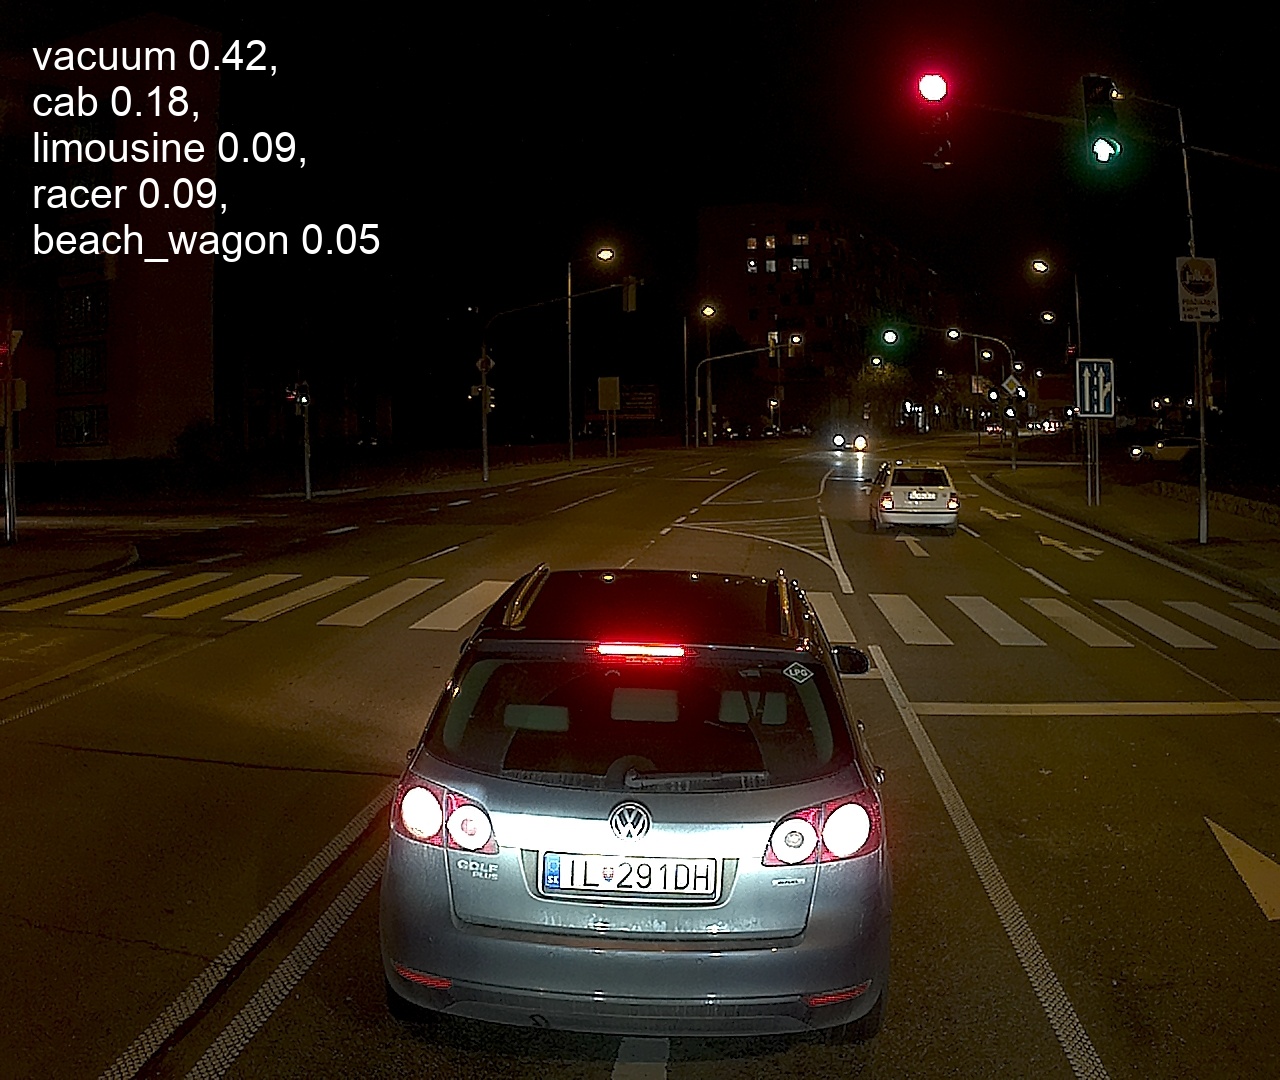 vacuum 0.42,
cab 0.18,
limousine 0.09,
racer 0.09,
beach_wagon 0.05
LPG
GOLF
PLUS
SK
IL 291DH